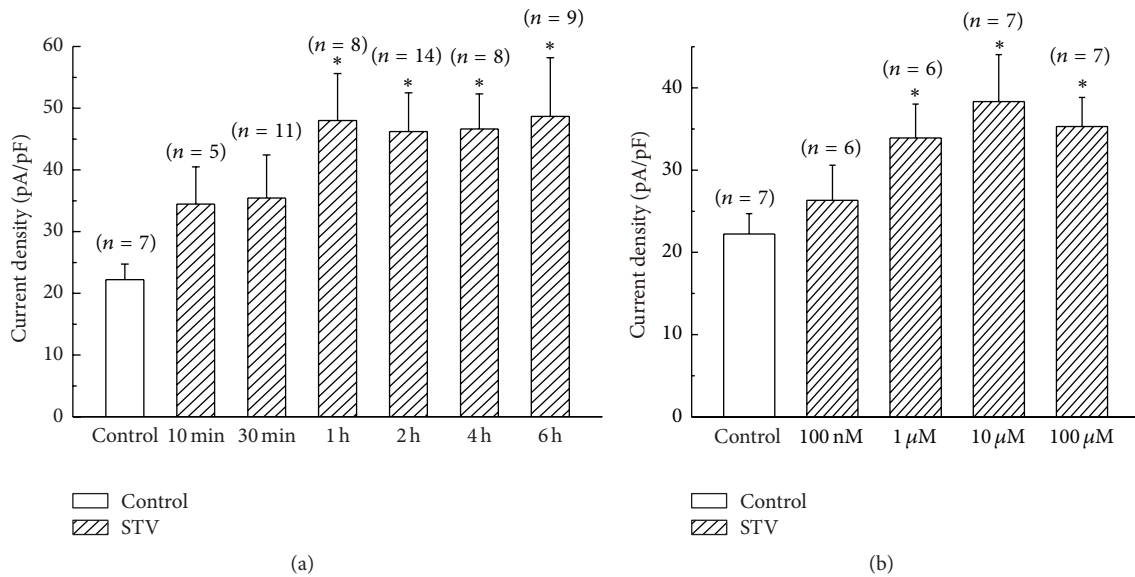 (n = 9)
(n = 8)
(n = 14)
(n = 8)
(n = 11)
(n = 5)
(n = 7)
* * * *
60
50
40
30
20
10
0
Current density (pA/pF)
Control 10 min 30 min 1 h 2 h 4 h 6 h
Control
STV
(a)
(n = 7)
(n = 7)
(n = 6)
(n = 6)
(n = 7)
* * *
40
30
20
10
0
Current density (pA/pF)
Control 100 nM 1 μM 10 μM 100 μM
Control
STV
(b)